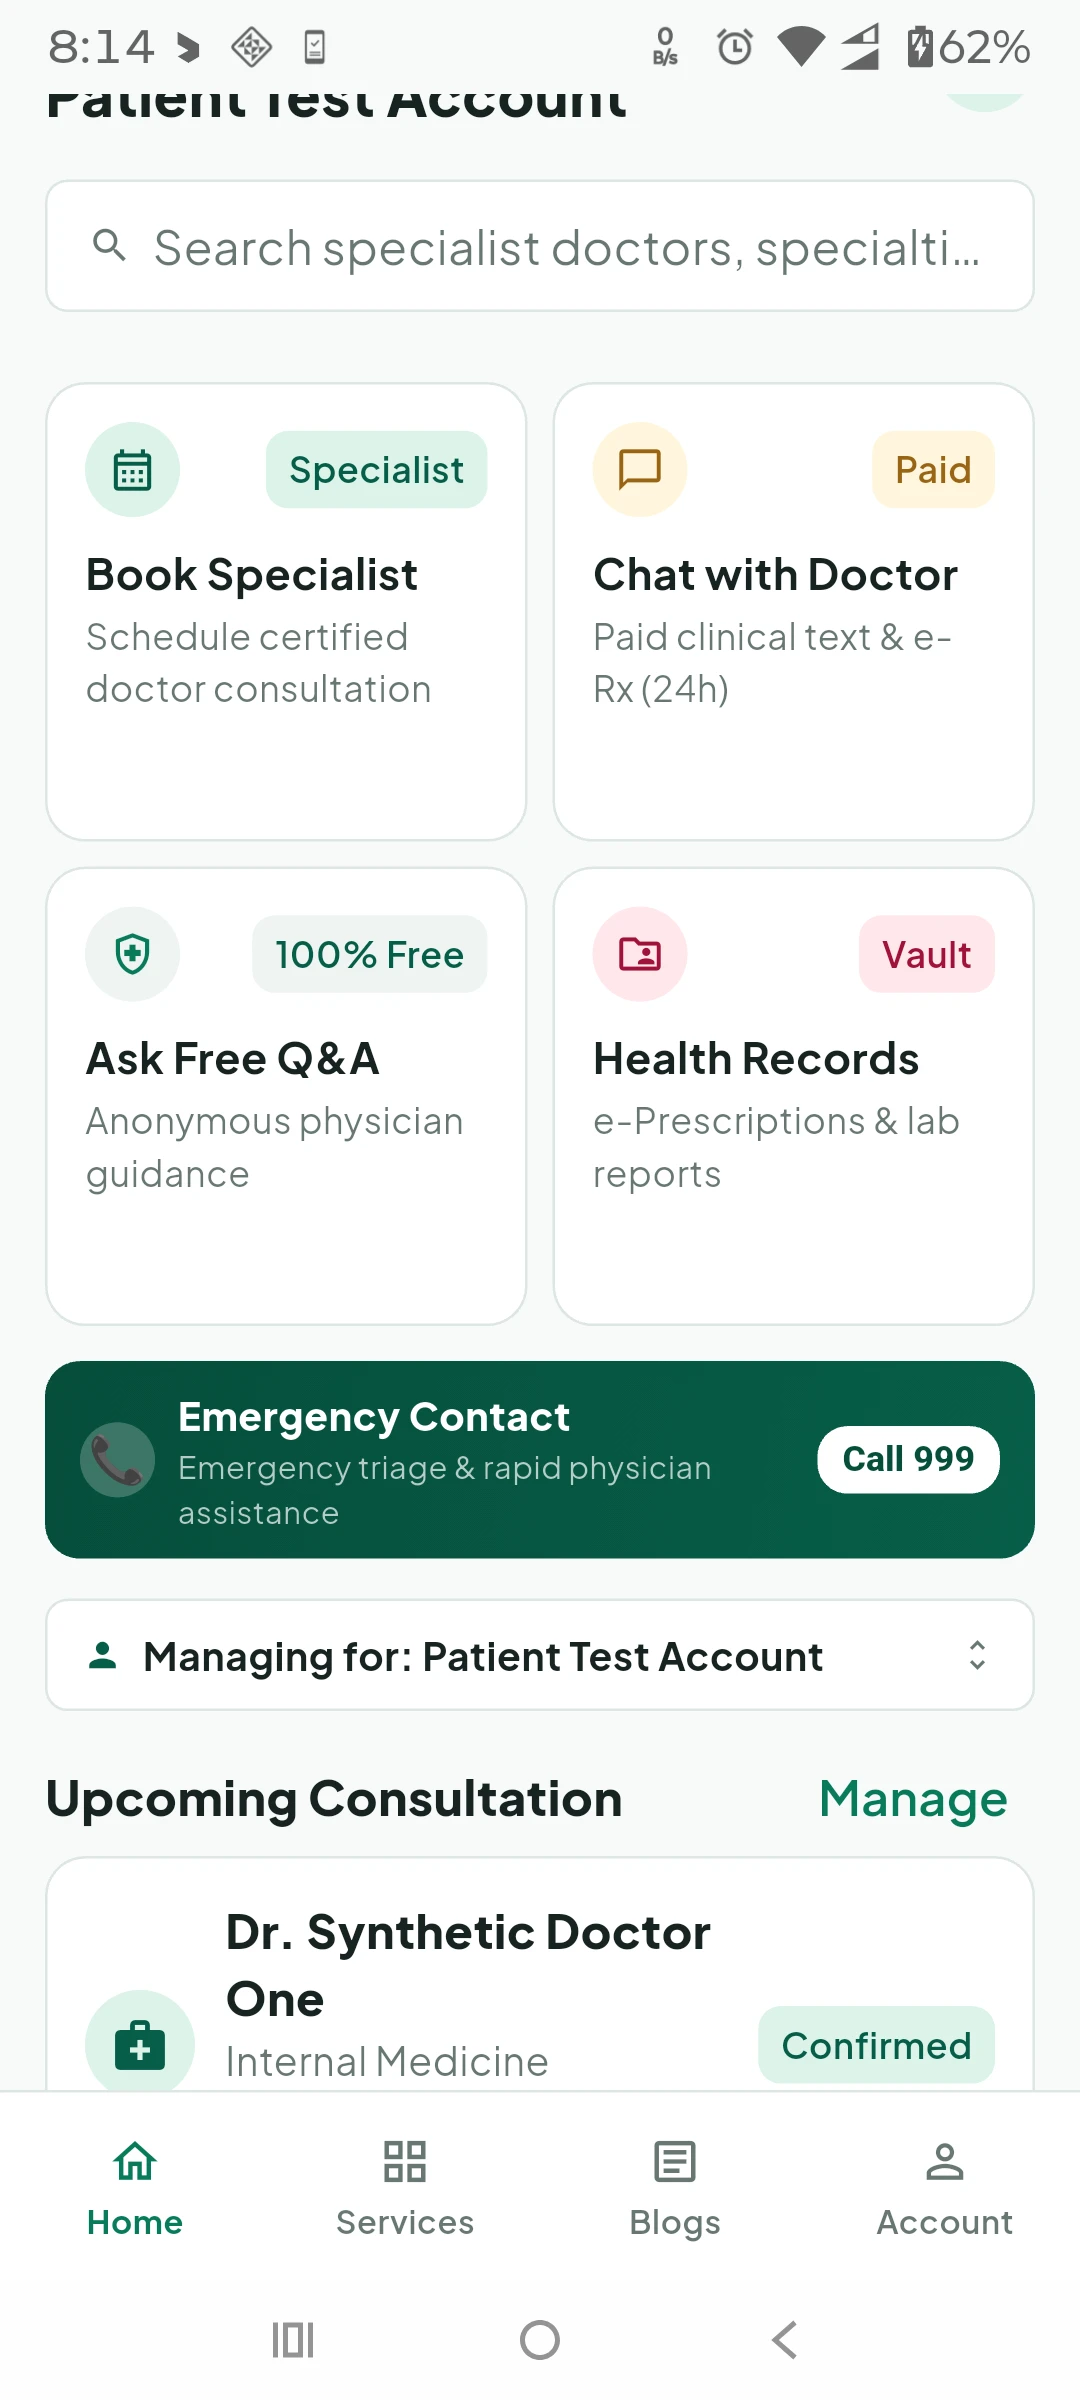 8:14
0
B/s
62%
Patient Test Account
Search specialist doctors, specialti...
Specialist
Book Specialist
Schedule certified
doctor consultation
Paid
Chat with Doctor
Paid clinical text & e-
Rx (24h)
100% Free
Ask Free Q&A
Anonymous physician
guidance
Vault
Health Records
e-Prescriptions & lab
reports
Emergency Contact
Emergency triage & rapid physician
assistance
Call 999
Managing for: Patient Test Account
Upcoming Consultation
Manage
Dr. Synthetic Doctor
One
Internal Medicine
Confirmed
Home
Services
Blogs
Account